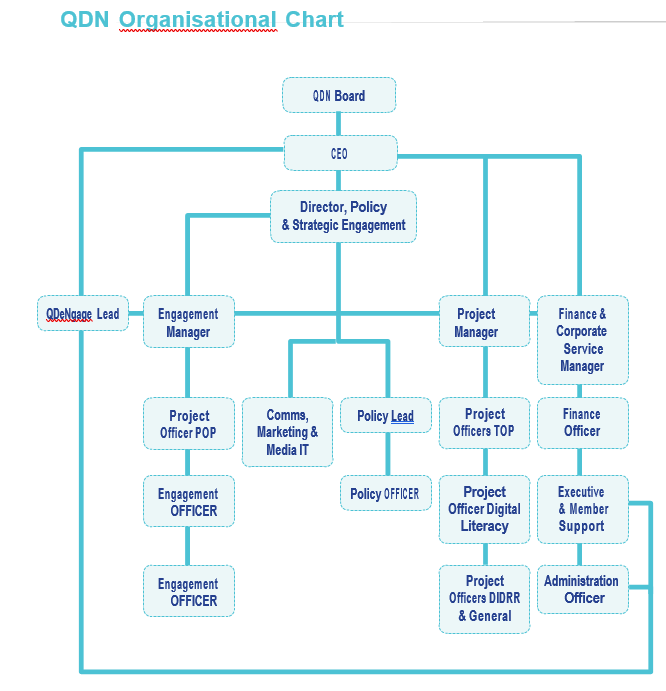 QDN Organisational Chart
QDN Board
CEO
Director, Policy
& Strategic Engagement
QDeNgage Lead
Engagement
Manager
Project
Manager
Finance &
Corporate
Service
Manager
Project
Officer POP
Comms,
Marketing &
Media IT
Policy Lead
Project
Officers TOP
Finance
Officer
Engagement
OFFICER
Policy OFFICER
Project
Officer Digital
Literacy
Executive
& Member
Support
Engagement
OFFICER
Project
Officers DIDRR
& General
Administration
Officer